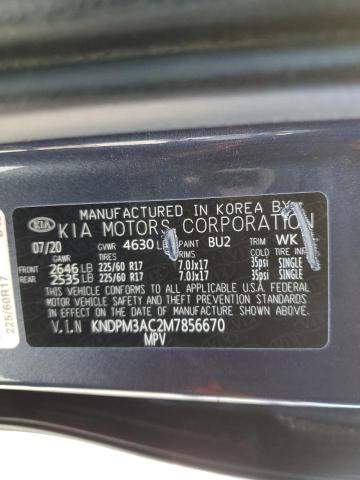 MANUFACTURED IN KOREA BY
KIA KIA MOTORS CORPORATION
07/20 GVWR 4630 PAINT BU2 TRIM WK
GAWR TIRE RIMS COLD TIRE INF.
FRONT 2646 LB 225/60 R17 7.0JX17 35psi SINGLE
REAR 2535 LB 225/60 R17 7.0JX17 35psi SINGLE
THIS VEHICLE CONFORMS TO ALL APPLICABLE U.S.A. FEDERAL
MOTOR VEHICLE SAFETY, BUMPER, AND THEFT PREVENTION
STANDARDS IN EFFECT ON THE DATE OF MANUFACTURE SHOWN ABOVE.
V.I.N KNDPM3AC2M7856670
MPV
225/60R17